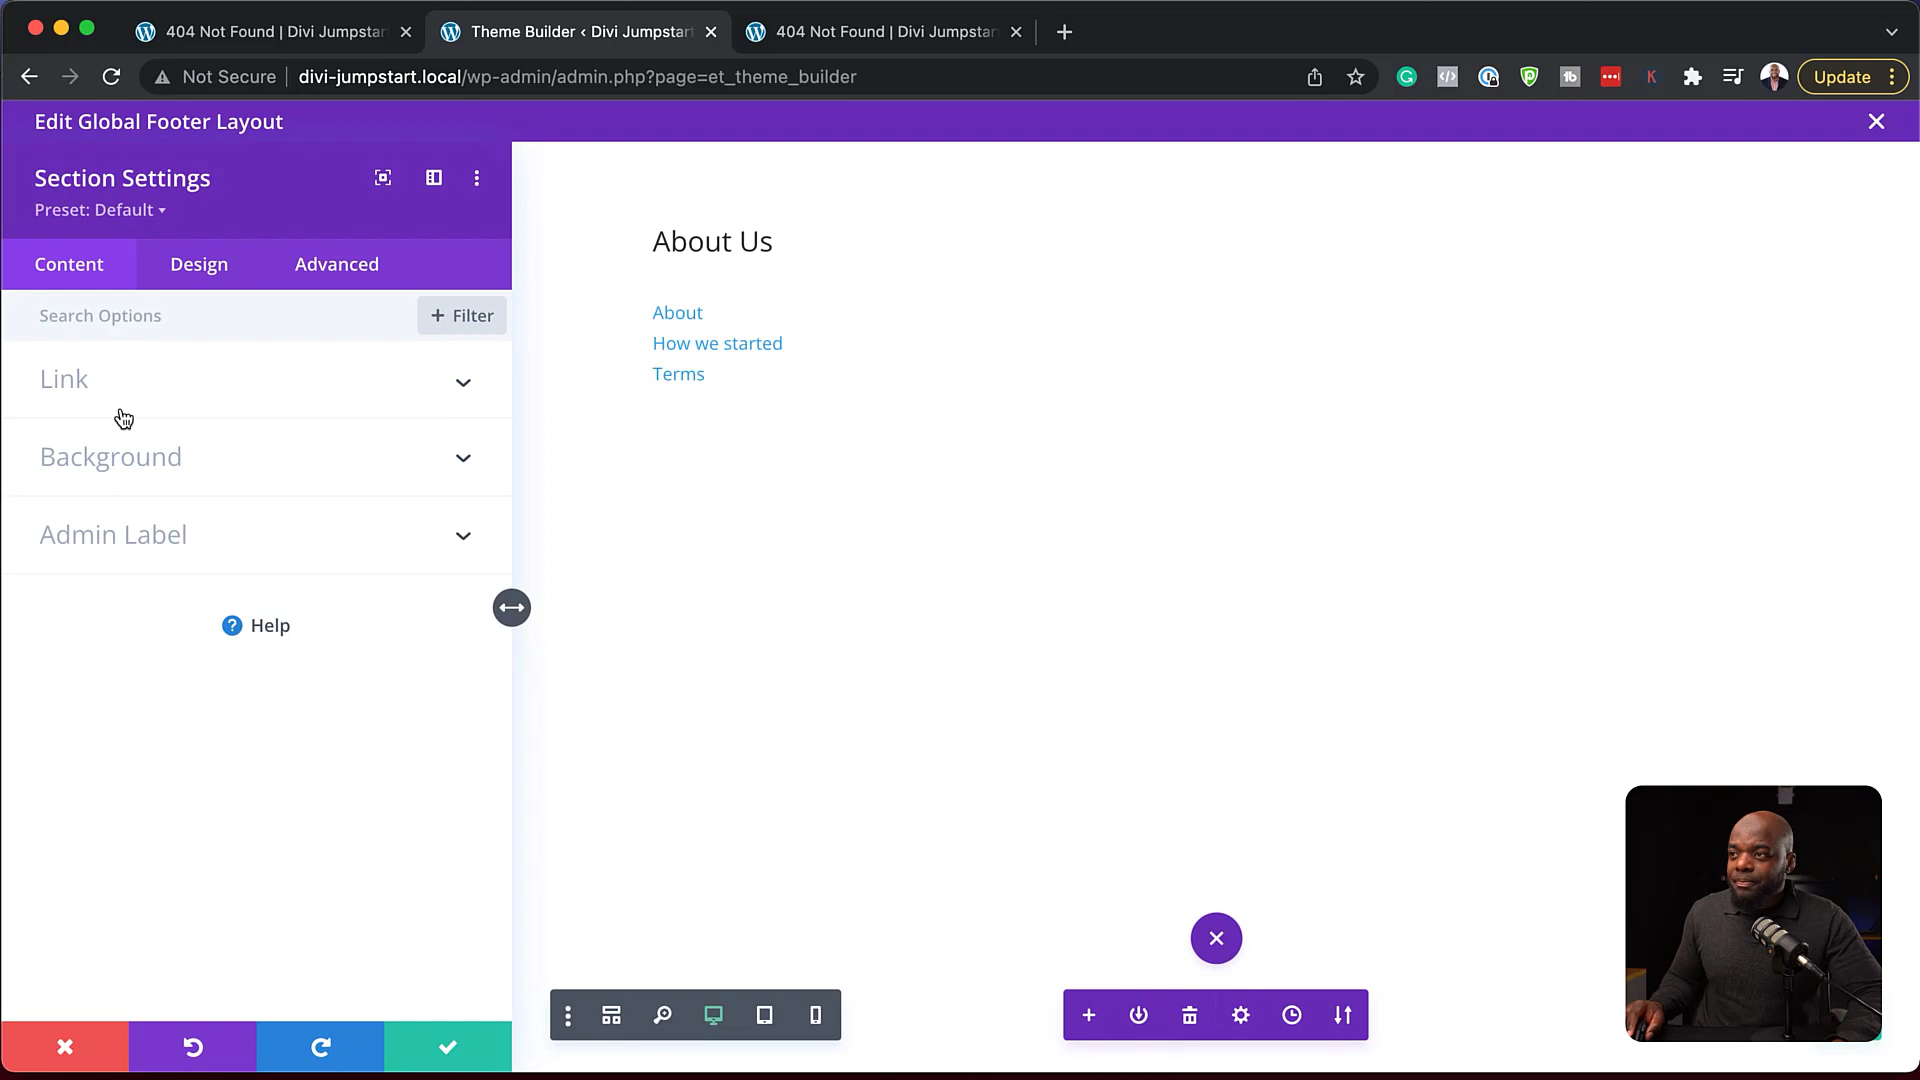 404 Not Found | Divi Jumpstar
Theme Builder ‹ Divi Jumpstart
404 Not Found | Divi Jumpstar
Not Secure
divi-jumpstart.local/wp-admin/admin.php?page=et_theme_builder
Update
Edit Global Footer Layout
Section Settings
Preset: Default
Content
Design
Advanced
Search Options
+ Filter
Link
Background
Admin Label
? Help
About Us
About
How we started
Terms